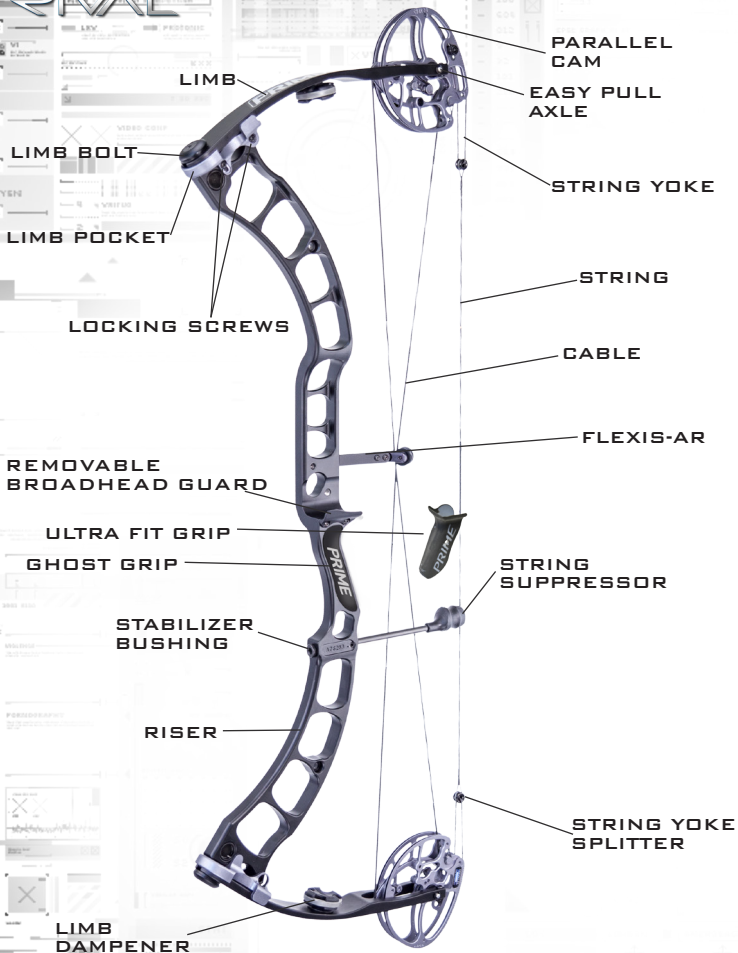 PARALLEL
CAM
LIMB
EASY PULL
AXLE
LIMB BOLT
STRING YOKE
LIMB POCKET
STRING
LOCKING SCREWS
CABLE
FLEXIS-AR
REMOVABLE
BROADHEAD GUARD
ULTRA FIT GRIP
GHOST GRIP
PRIME
PRIME
STRING
SUPPRESSOR
STABILIZER
BUSHING
RISER
STRING YOKE
SPLITTER
LIMB
DAMPENER